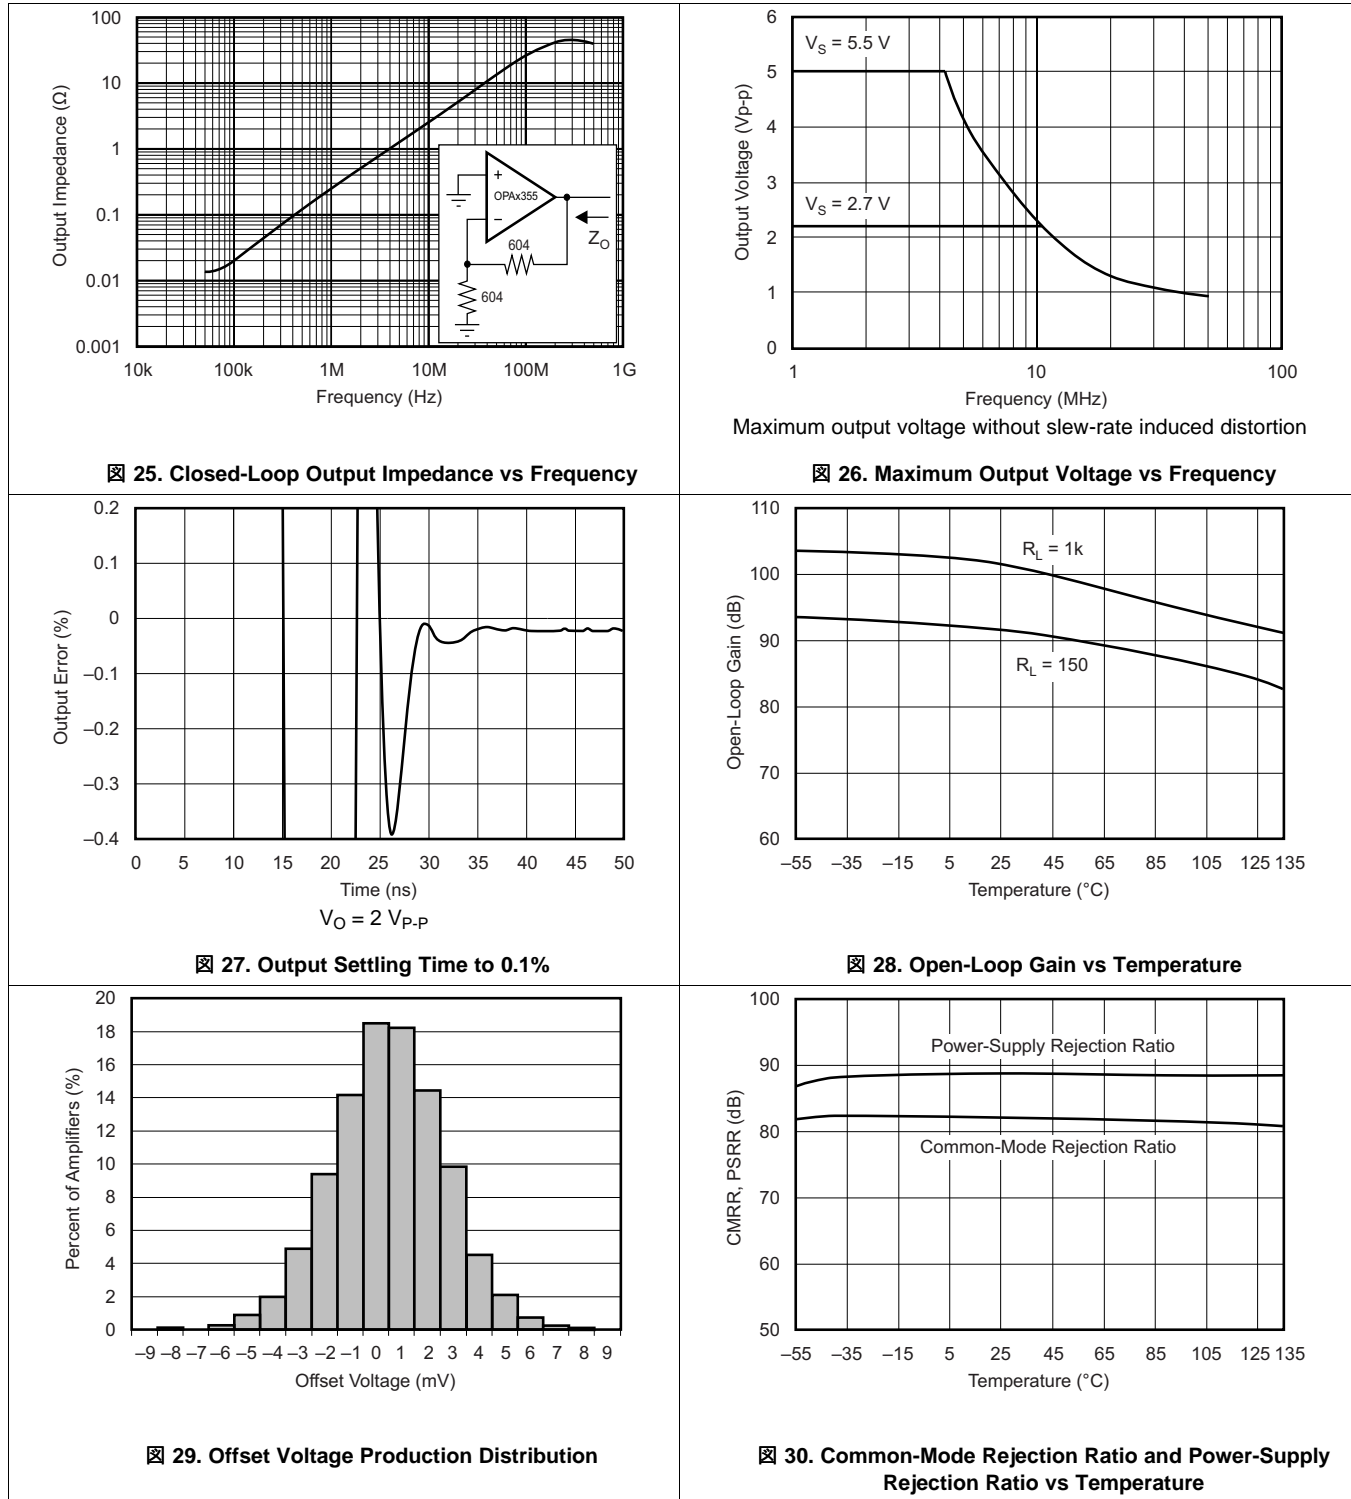 100
10
1
0.1
0.01
0.001
Output Impedance (Ω)
+
OPAx355
–
604
604
Z_O
10k 100k 1M 10M 100M 1G
Frequency (Hz)
図 25. Closed-Loop Output Impedance vs Frequency
6
5
4
3
2
1
0
Output Voltage (Vp-p)
V_S = 5.5 V
V_S = 2.7 V
1 10 100
Frequency (MHz)
Maximum output voltage without slew-rate induced distortion
図 26. Maximum Output Voltage vs Frequency
0.2
0.1
0
–0.1
–0.2
–0.3
–0.4
Output Error (%)
0 5 10 15 20 25 30 35 40 45 50
Time (ns)
V_O = 2 V_P-P
図 27. Output Settling Time to 0.1%
110
100
90
80
70
60
Open-Loop Gain (dB)
R_L = 1k
R_L = 150
–55 –35 –15 5 25 45 65 85 105 125 135
Temperature (°C)
図 28. Open-Loop Gain vs Temperature
20
18
16
14
12
10
8
6
4
2
0
Percent of Amplifiers (%)
–9 –8 –7 –6 –5 –4 –3 –2 –1 0 1 2 3 4 5 6 7 8 9
Offset Voltage (mV)
図 29. Offset Voltage Production Distribution
100
90
80
70
60
50
CMRR, PSRR (dB)
Power-Supply Rejection Ratio
Common-Mode Rejection Ratio
–55 –35 –15 5 25 45 65 85 105 125 135
Temperature (°C)
図 30. Common-Mode Rejection Ratio and Power-Supply
Rejection Ratio vs Temperature